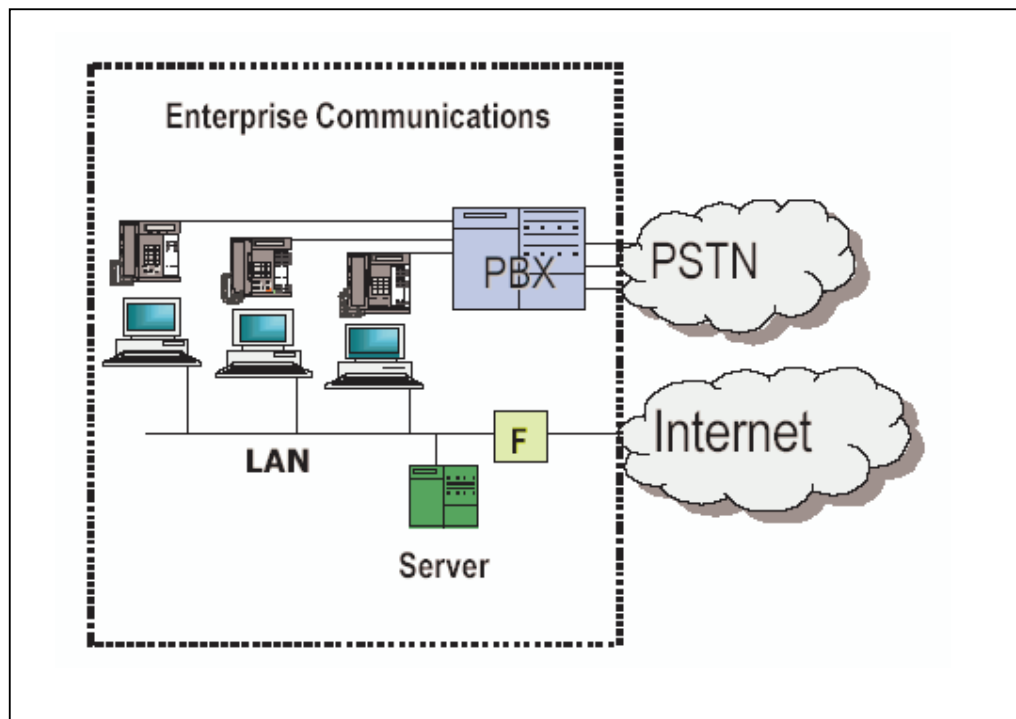 Enterprise Communications
PBX
PSTN
Internet
F
LAN
Server